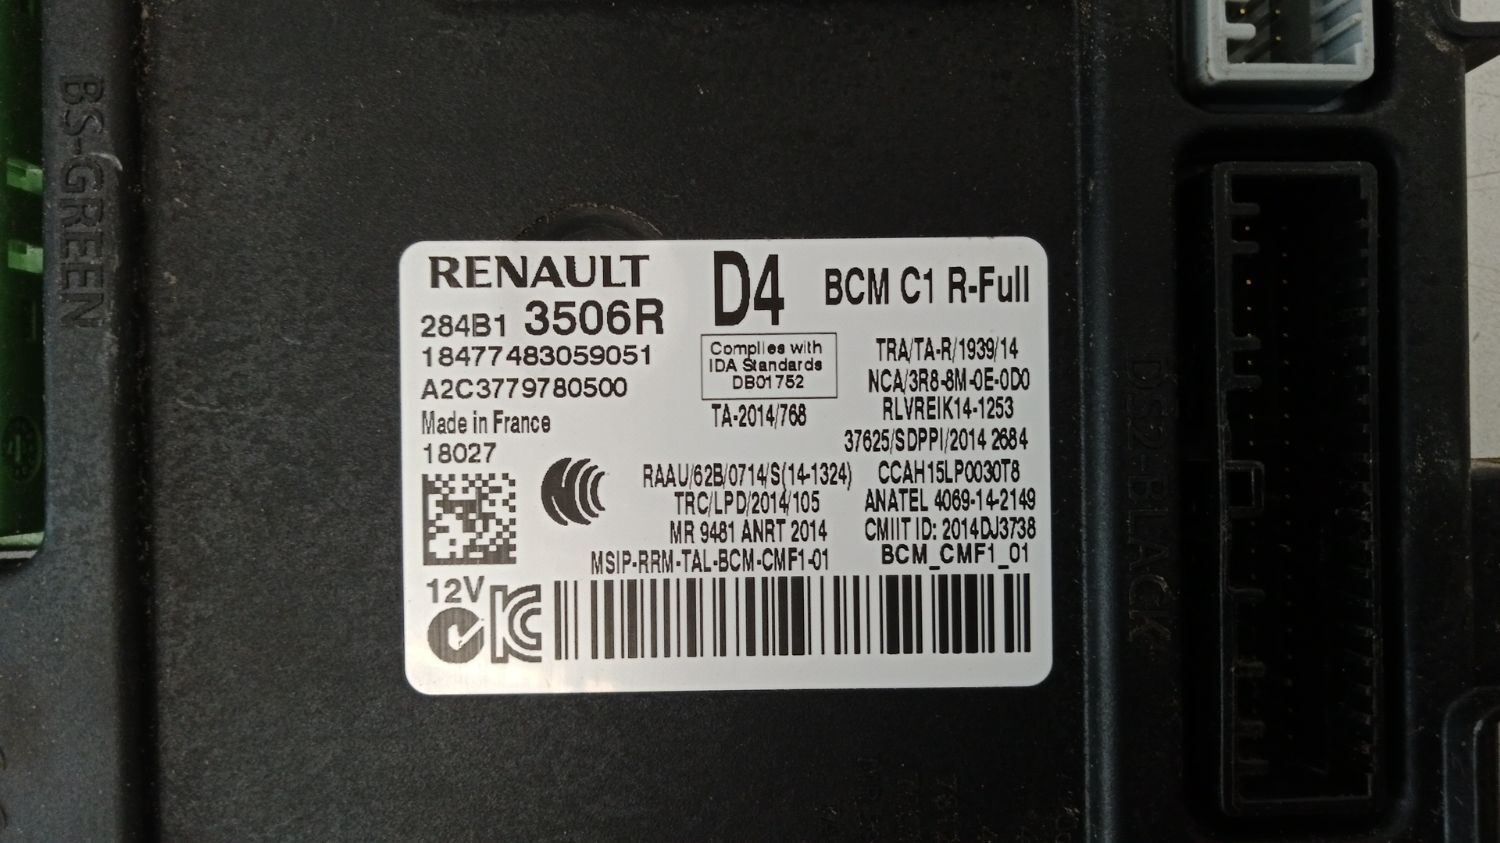 BS-GREEN
RENAULT
D4
BCM C1 R-Full
284B1 3506R
18477483059051
A2C3779780500
Made in France
18027
Complies with
IDA Standards
DB01752
TA-2014/768
TRA/TA-R/1939/14
NCA/3R8-8M-0E-0D0
RLVREIK14-1253
37625/SDPPI/2014 2684
RAAU/62B/0714/S(14-1324)
CCAH15LP0030T8
TRC/LPD/2014/105
ANATEL 4069-14-2149
MR 9481 ANRT 2014
CMIIT ID: 2014DJ3738
MSIP-RRM-TAL-BCM-CMF1-01
BCM_CMF1_01
12V
KC
DS2-BLACK